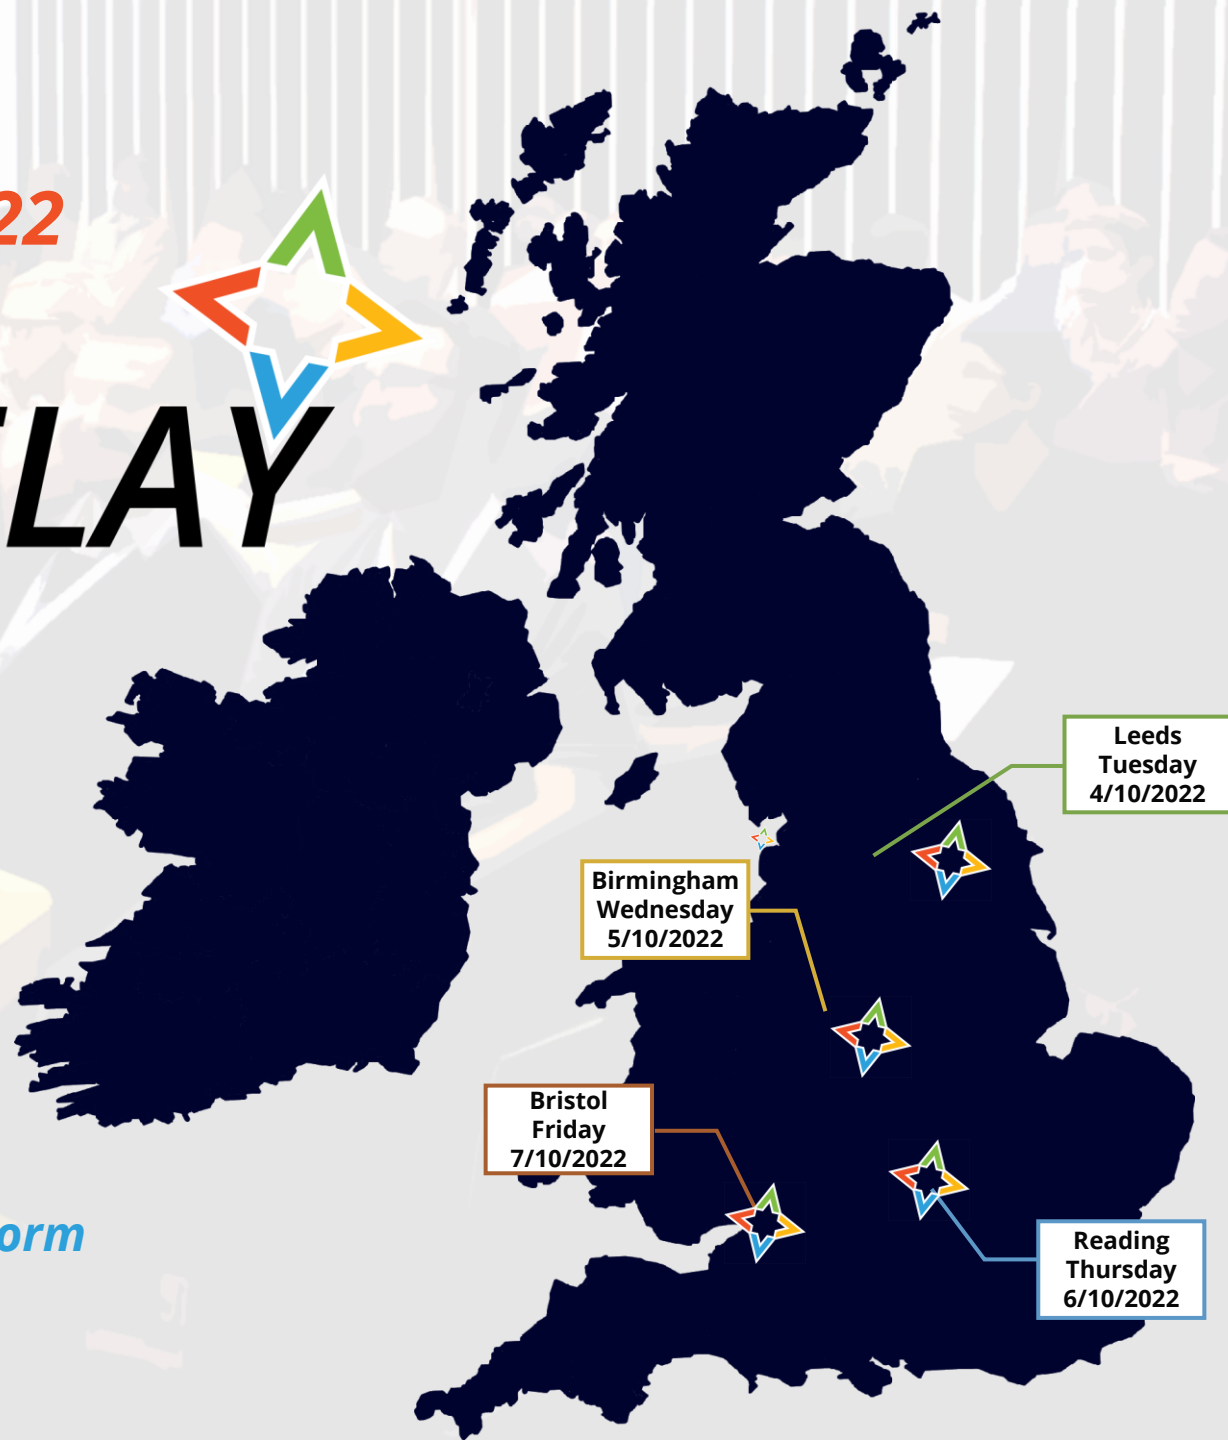 22
LAY
Leeds
Tuesday
4/10/2022
Birmingham
Wednesday
5/10/2022
Bristol
Friday
7/10/2022
orm
Reading
Thursday
6/10/2022